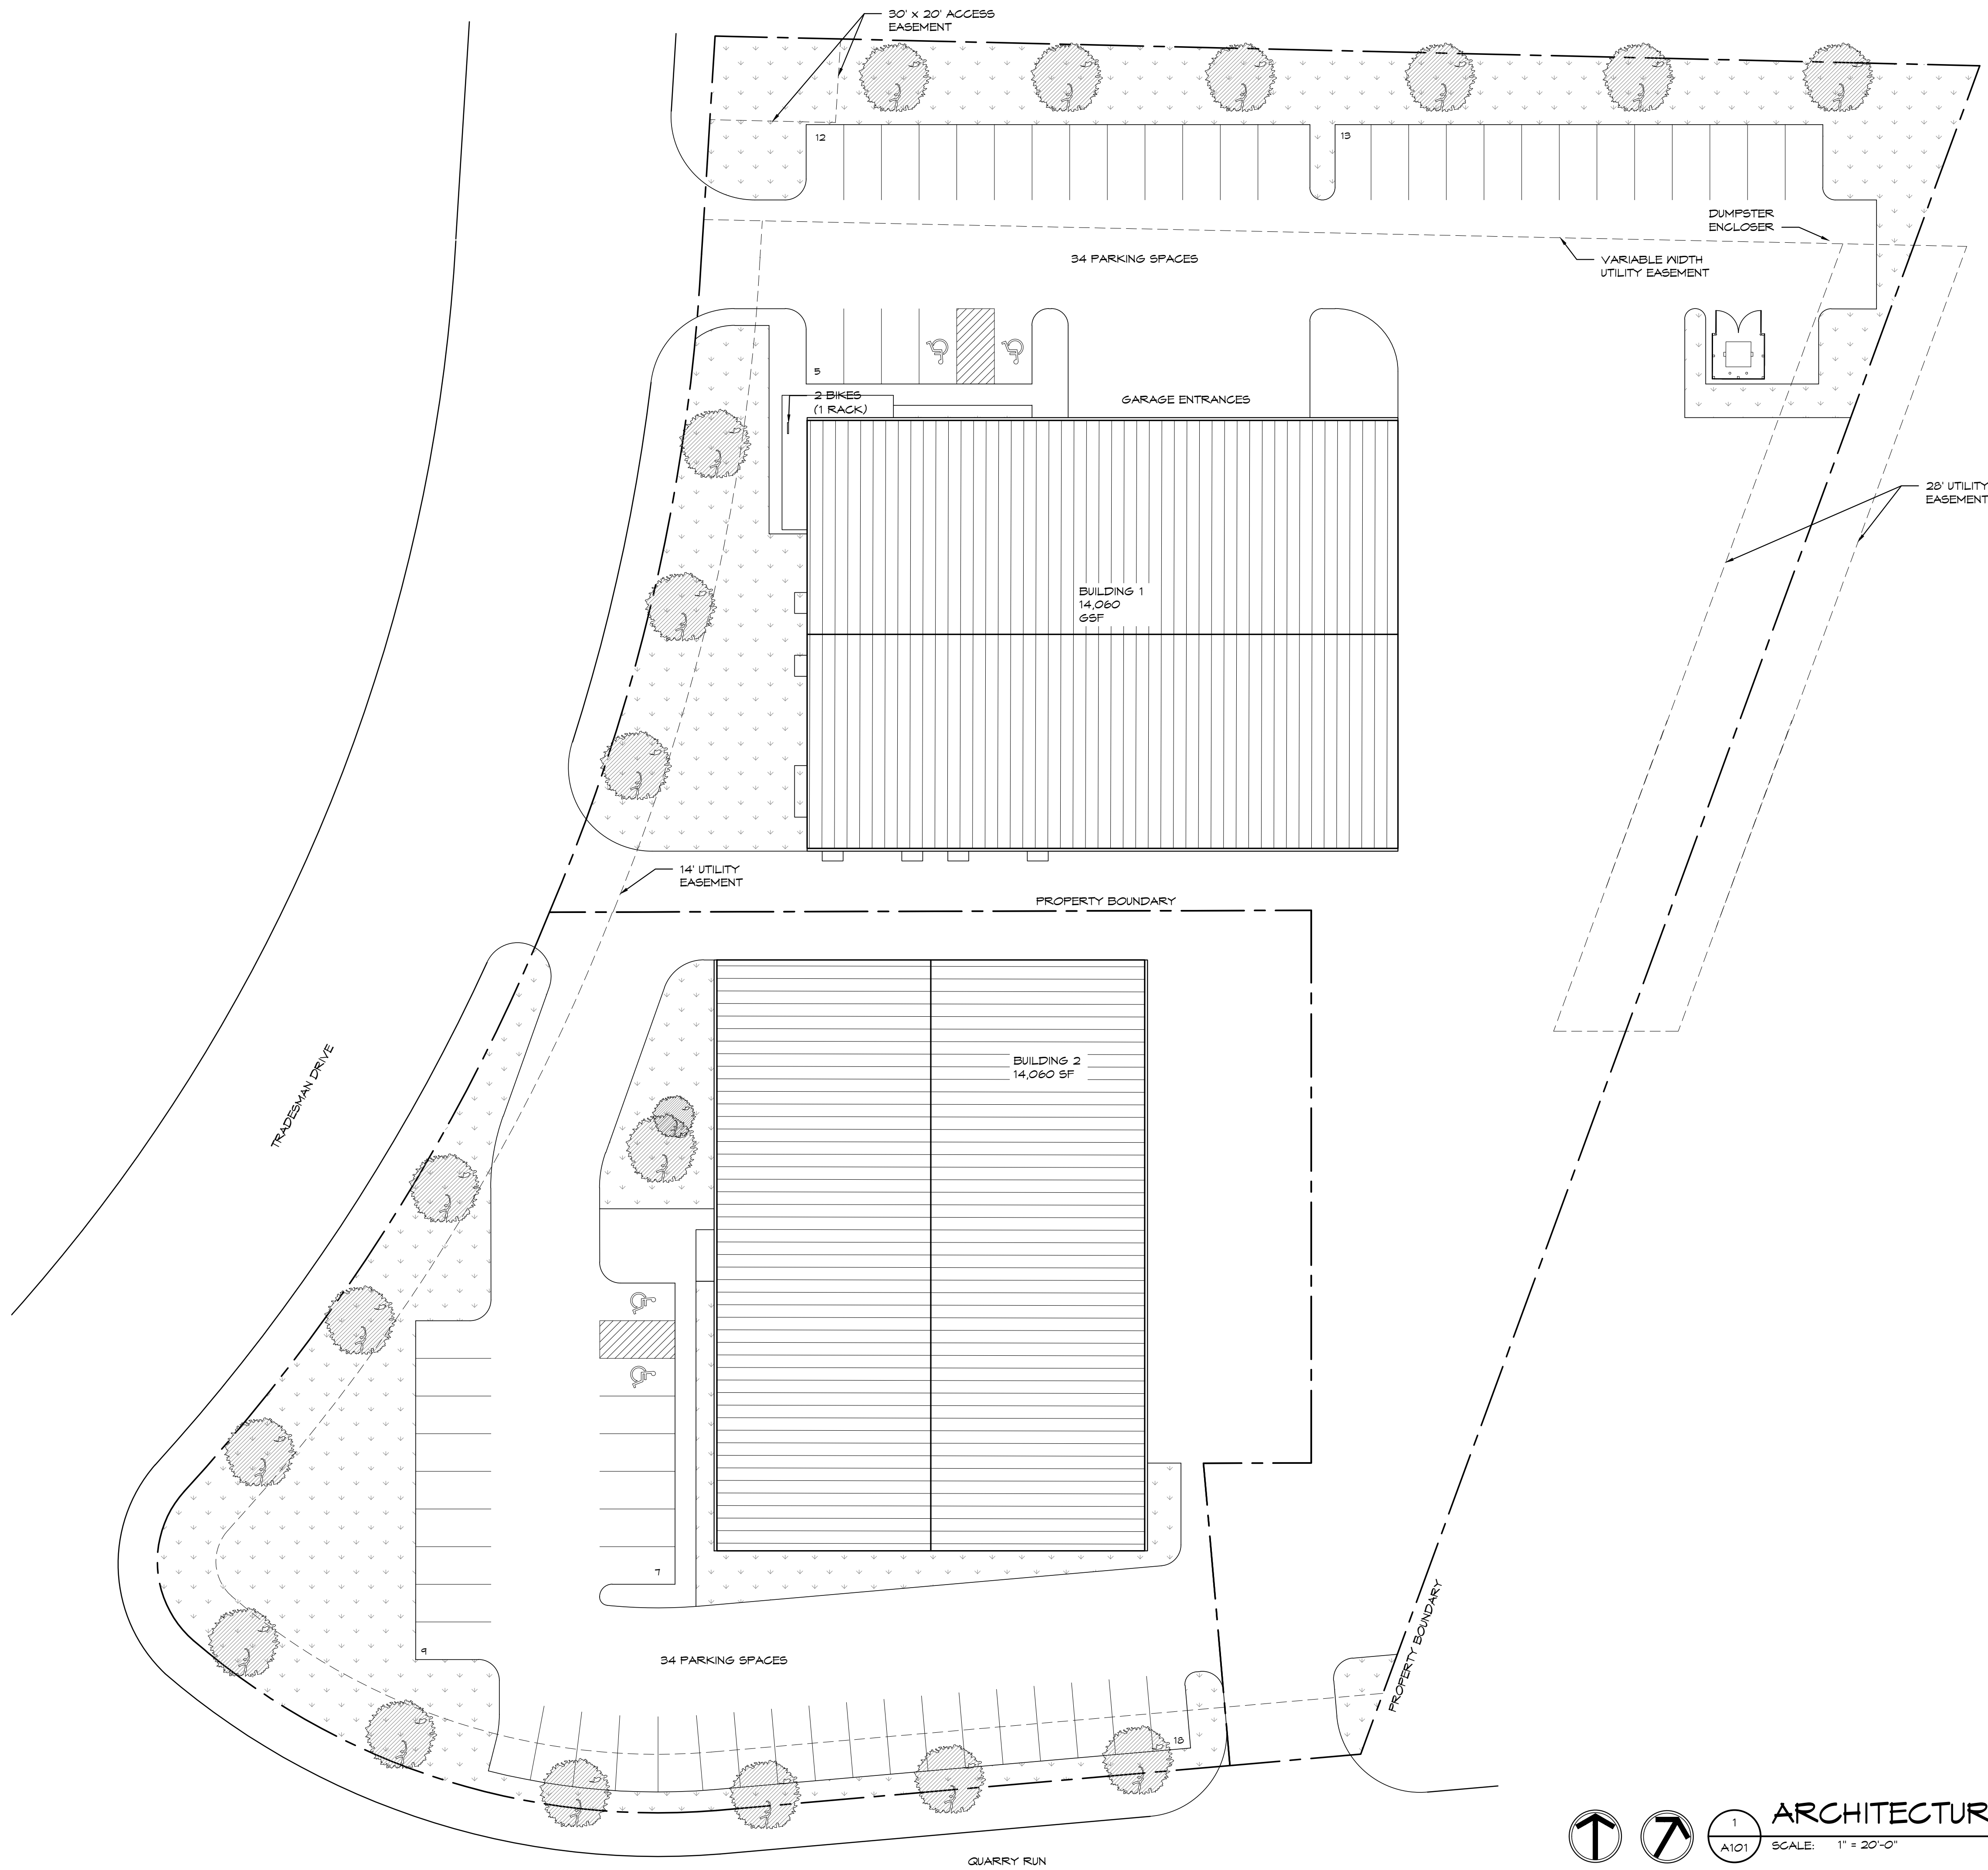 30' x 20' ACCESS
EASEMENT
12
13
DUMPSTER
ENCLOSER
34 PARKING SPACES
VARIABLE WIDTH
UTILITY EASEMENT
5
2 BIKES
(1 RACK)
GARAGE ENTRANCES
28' UTILITY
EASEMENT
BUILDING 1
14,060
GSF
14' UTILITY
EASEMENT
PROPERTY BOUNDARY
BUILDING 2
14,060 SF
TRADESMAN DRIVE
7
9
34 PARKING SPACES
PROPERTY BOUNDARY
18
QUARRY RUN
1
A101
ARCHITECTUR
SCALE: 1" = 20'-0"